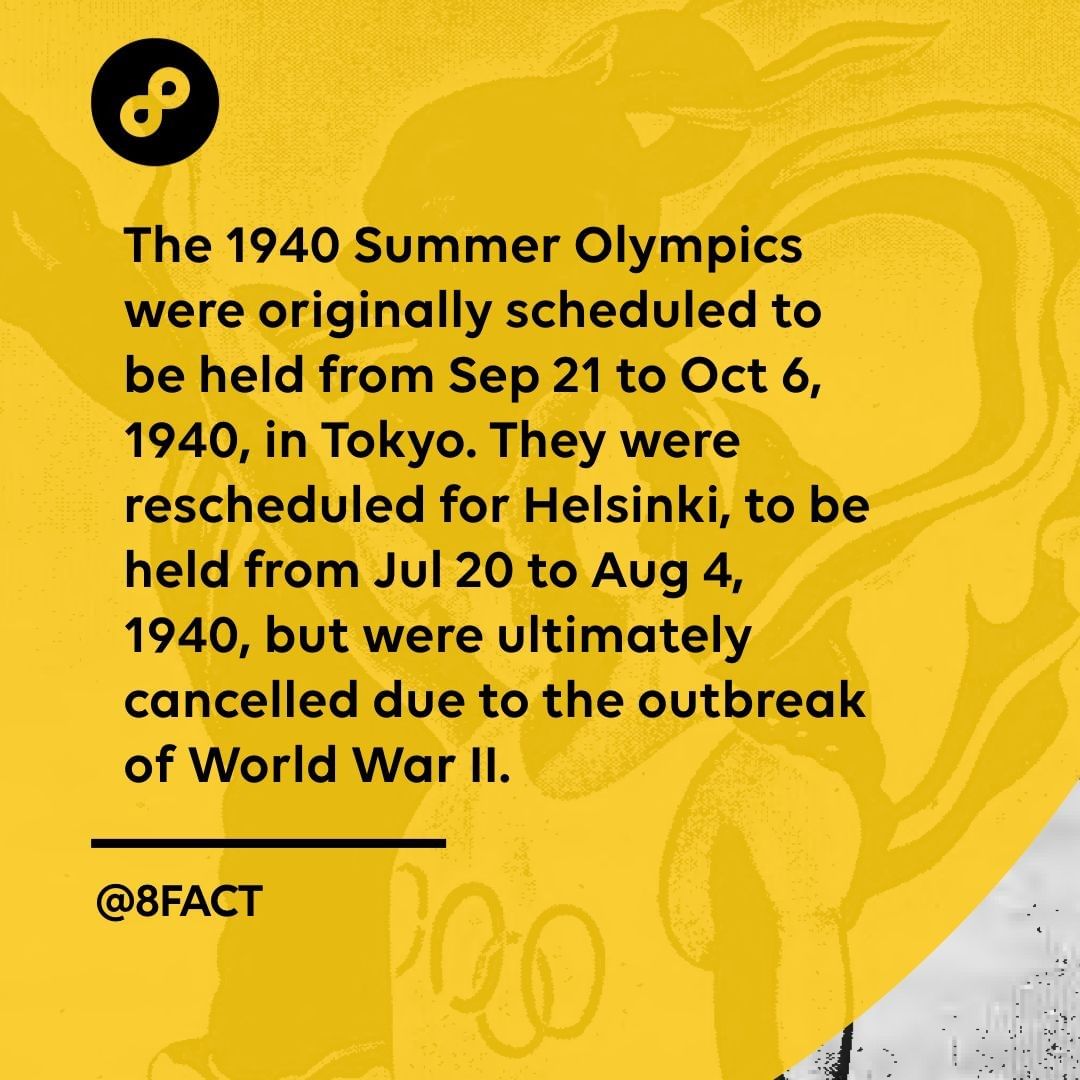 The 1940 Summer Olympics
were originally scheduled to
be held from Sep 21 to Oct 6,
1940, in Tokyo. They were
rescheduled for Helsinki, to be
held from Jul 20 to Aug 4,
1940, but were ultimately
cancelled due to the outbreak
of World War II.
@8FACT